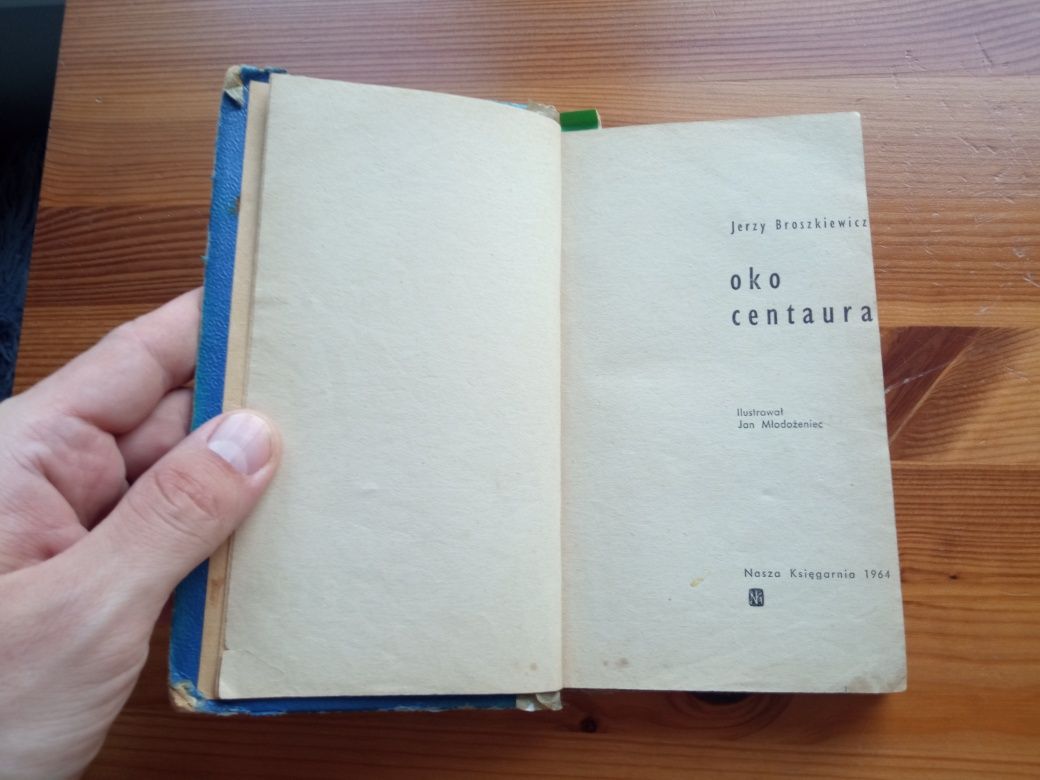 Jerzy Broszkiewicz
oko
centaura
Ilustrował
Jan Młodożeniec
Nasza Księgarnia 1964